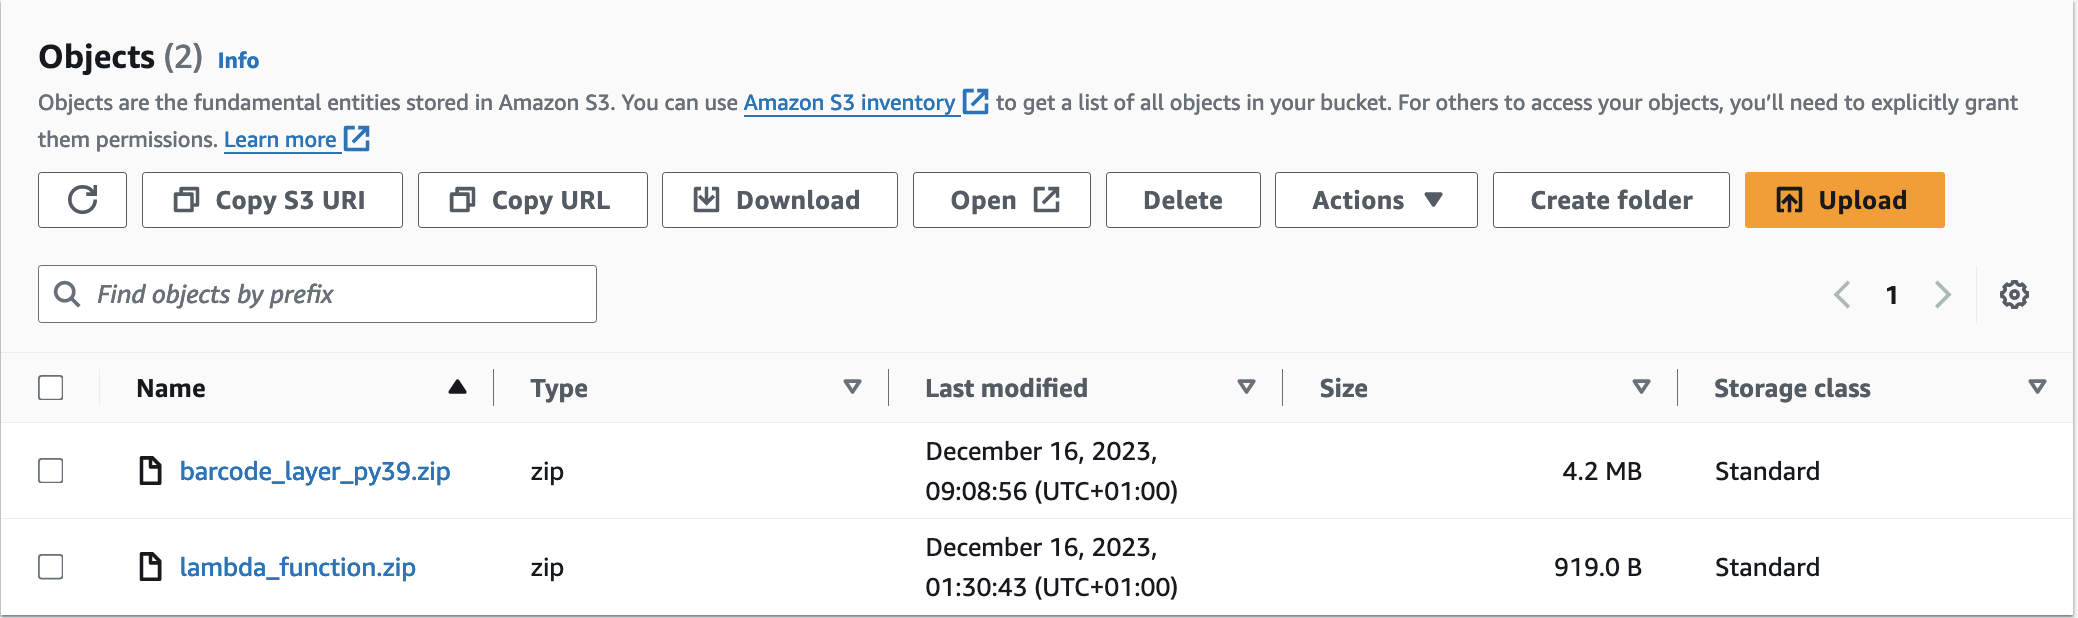 Objects (2) Info
Objects are the fundamental entities stored in Amazon S3. You can use Amazon S3 inventory to get a list of all objects in your bucket. For others to access your objects, you’ll need to explicitly grant
them permissions. Learn more
Copy S3 URI Copy URL Download Open Delete Actions Create folder Upload
Find objects by prefix 1
Name Type Last modified Size Storage class
barcode_layer_py39.zip zip December 16, 2023, 4.2 MB Standard
09:08:56 (UTC+01:00)
lambda_function.zip zip December 16, 2023, 919.0 B Standard
01:30:43 (UTC+01:00)